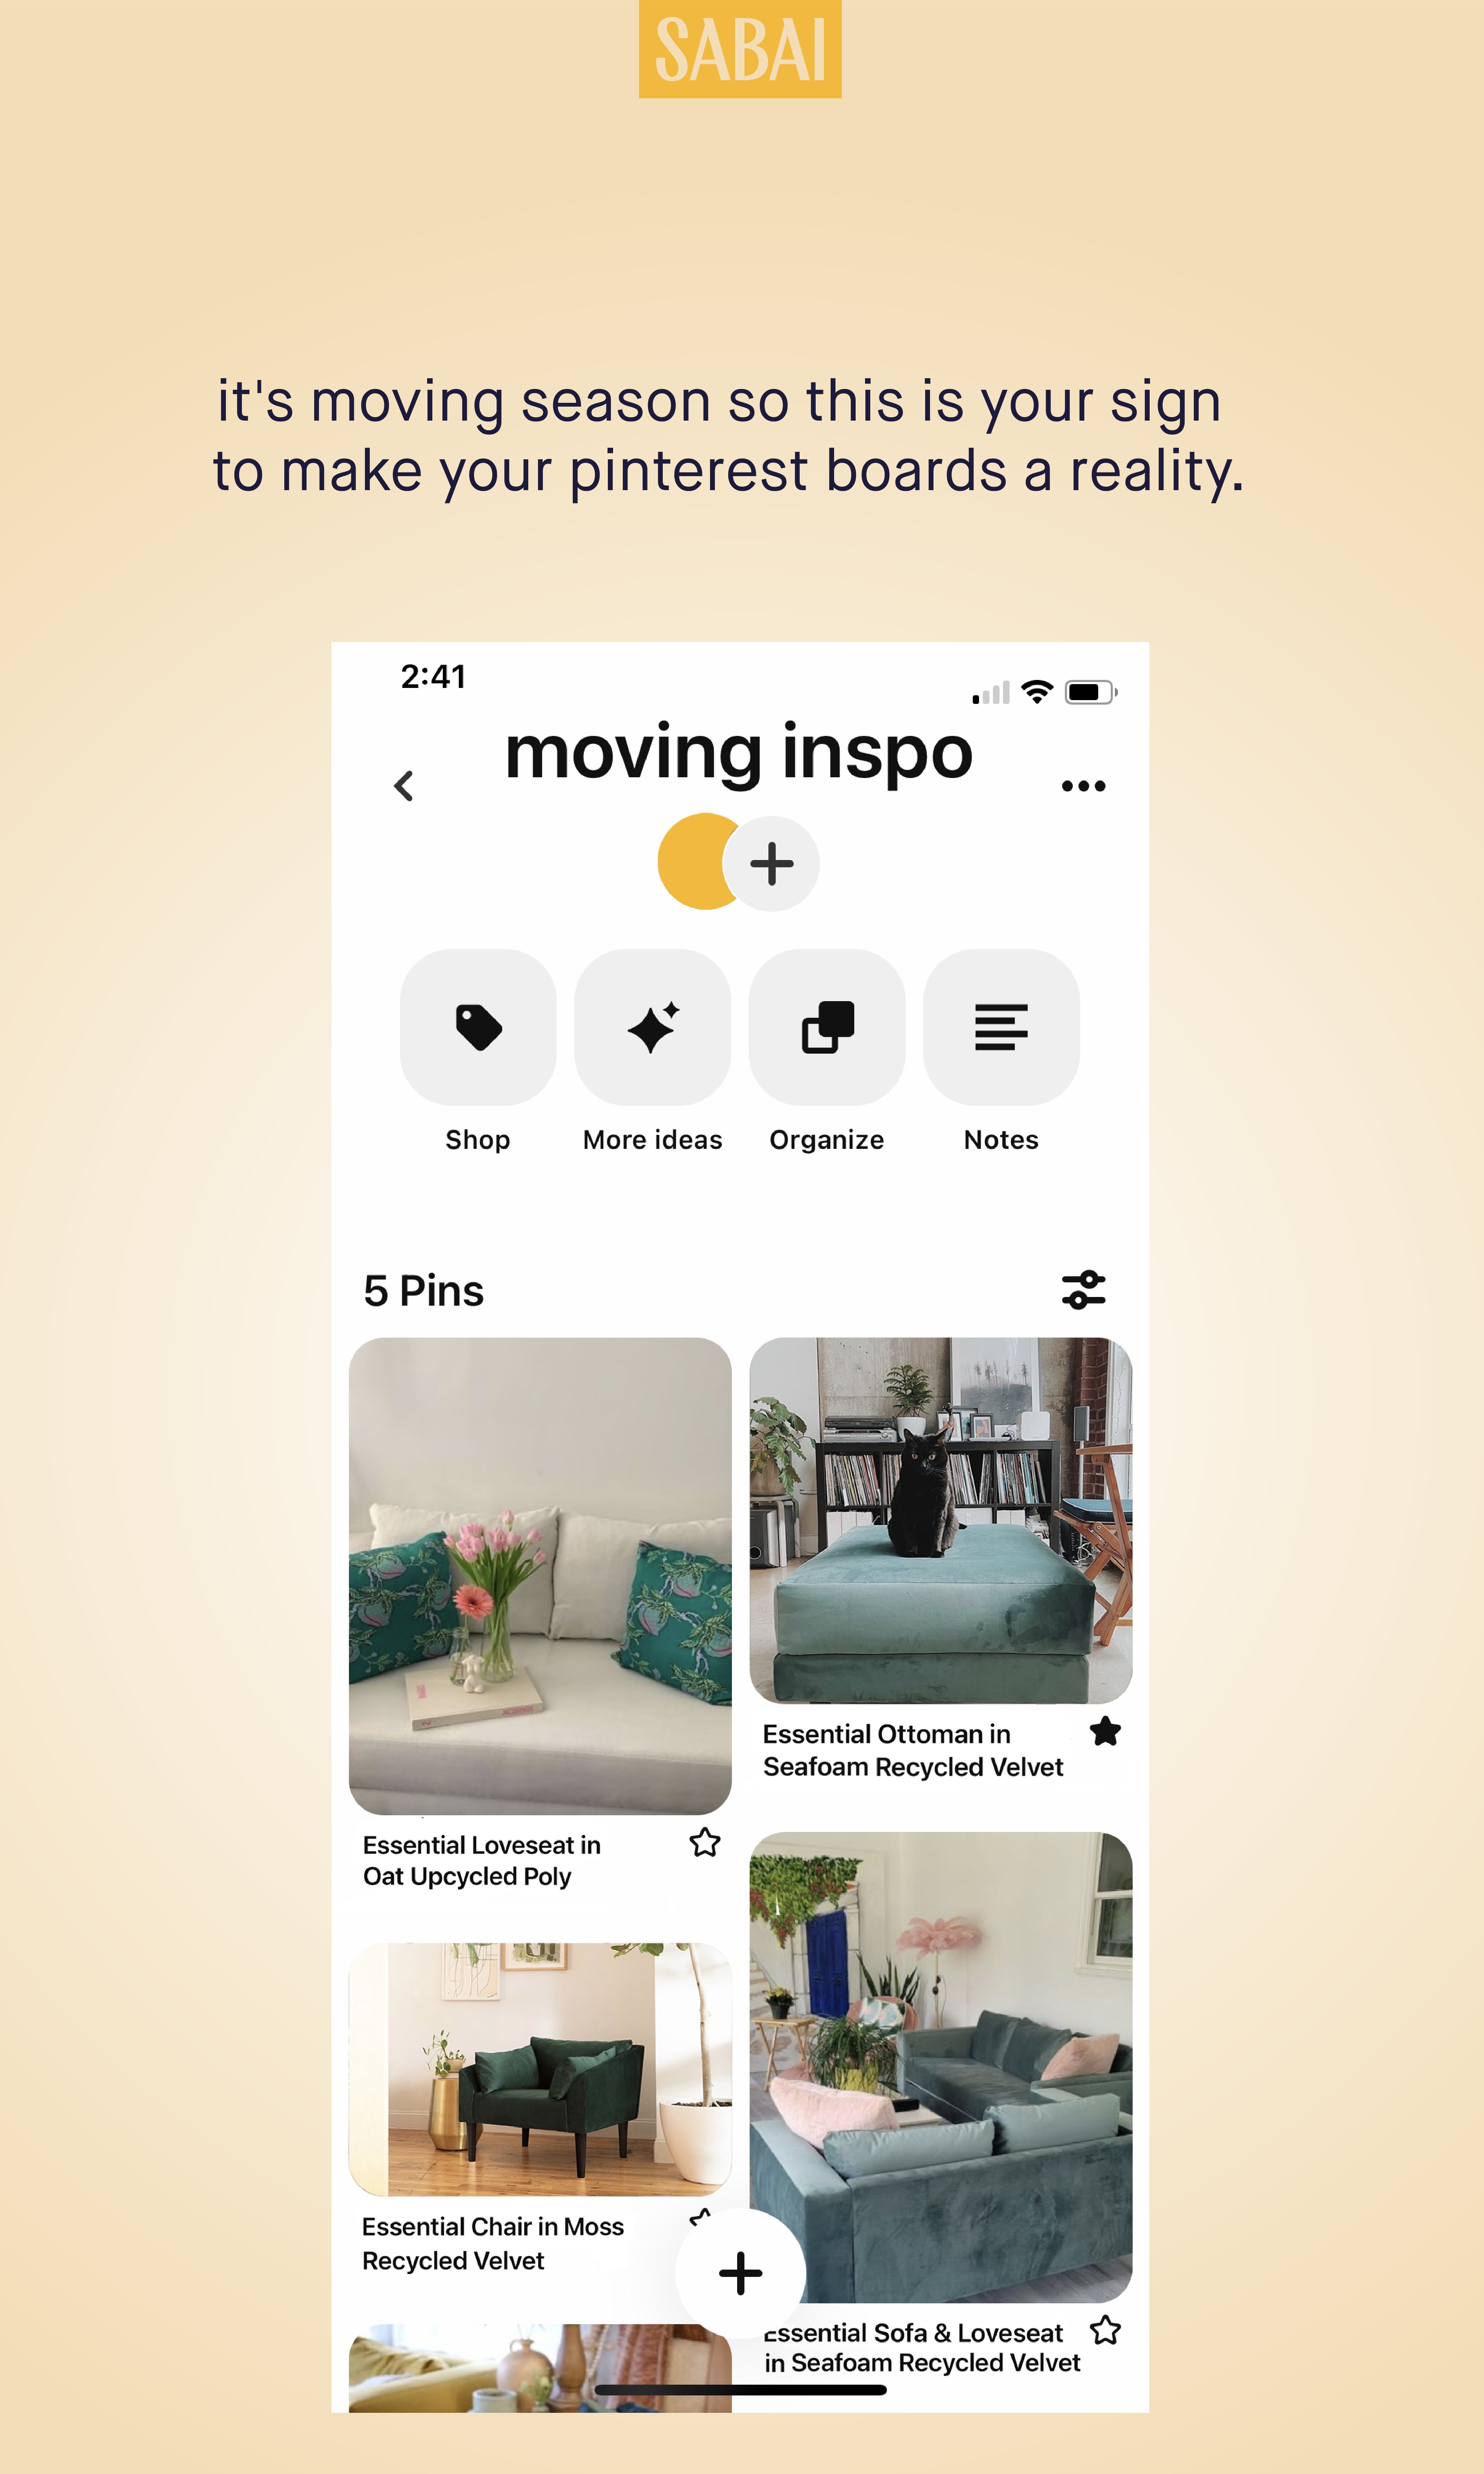 SABAI
it's moving season so this is your sign
to make your pinterest boards a reality.
2:41
moving inspo
Shop
More ideas
Organize
Notes
5 Pins
Essential Loveseat in
Oat Upcycled Poly
Essential Ottoman in
Seafoam Recycled Velvet
Essential Chair in Moss
Recycled Velvet
Essential Sofa & Loveseat
in Seafoam Recycled Velvet